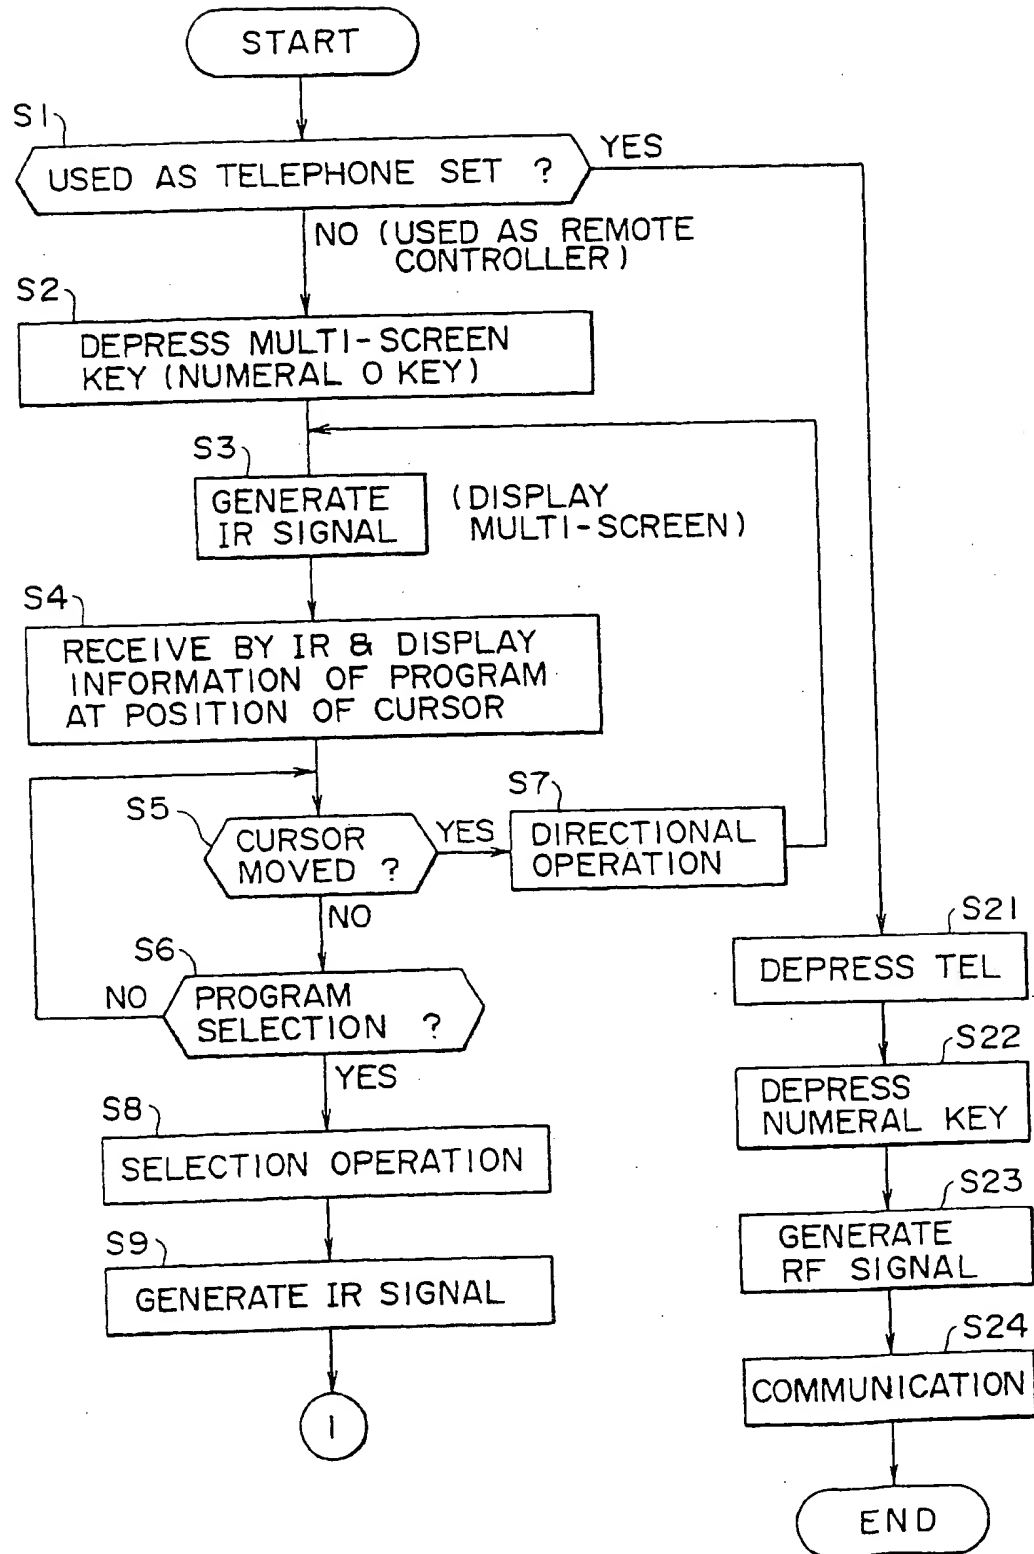 START
S1
USED AS TELEPHONE SET ?
YES
NO (USED AS REMOTE
CONTROLLER)
S2
DEPRESS MULTI-SCREEN
KEY (NUMERAL 0 KEY)
S3
GENERATE
IR SIGNAL
(DISPLAY
MULTI-SCREEN)
S4
RECEIVE BY IR & DISPLAY
INFORMATION OF PROGRAM
AT POSITION OF CURSOR
S5
CURSOR
MOVED ?
YES
S7
DIRECTIONAL
OPERATION
NO
S6
PROGRAM
SELECTION ?
NO
YES
S8
SELECTION OPERATION
S9
GENERATE IR SIGNAL
1
S21
DEPRESS TEL
S22
DEPRESS
NUMERAL KEY
S23
GENERATE
RF SIGNAL
S24
COMMUNICATION
END